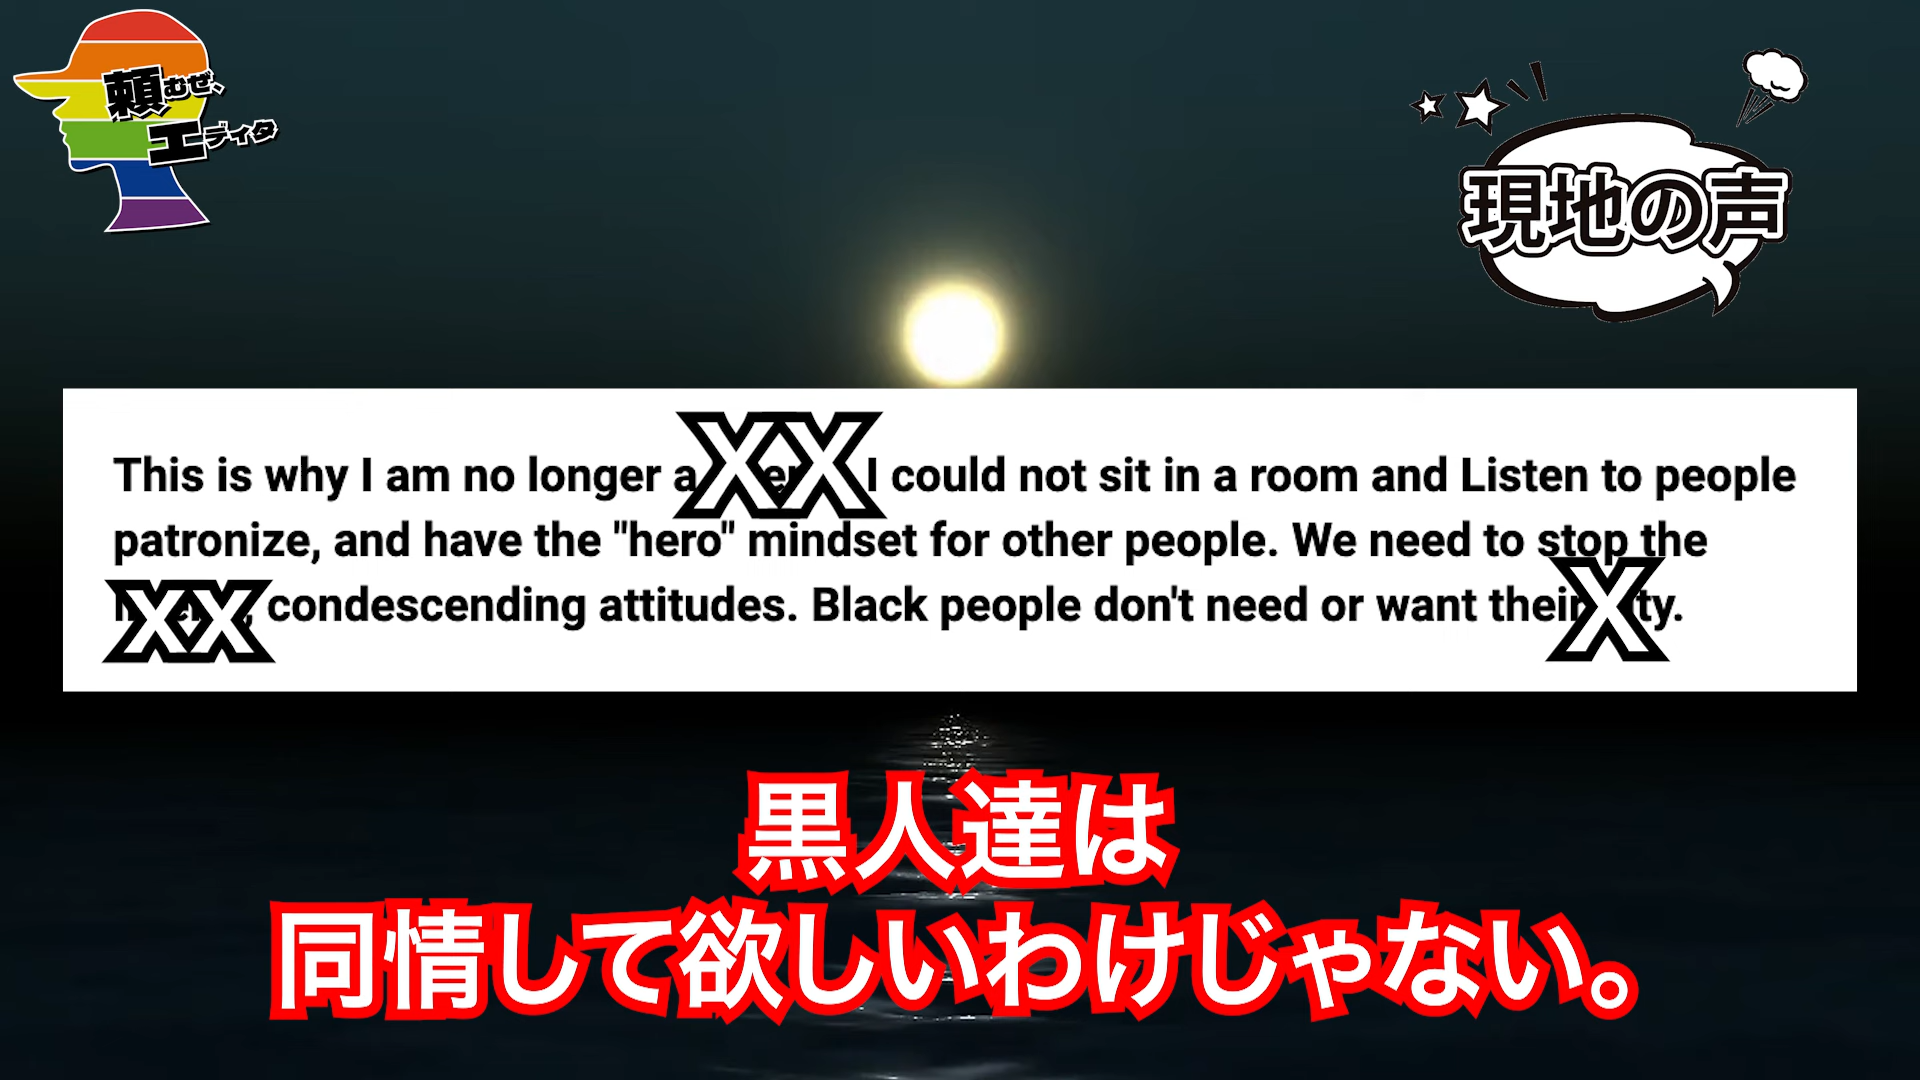 頼むぜ、
エディタ
現地の声
This is why I am no longer a XX I could not sit in a room and Listen to people
patronize, and have the "hero" mindset for other people. We need to stop the
XX, condescending attitudes. Black people don't need or want their X
黒人達は
同情して欲しいわけじゃない。